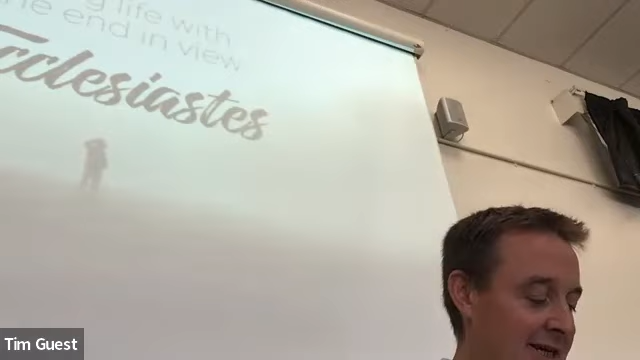 g life with
the end in view
Ecclesiastes
Tim Guest